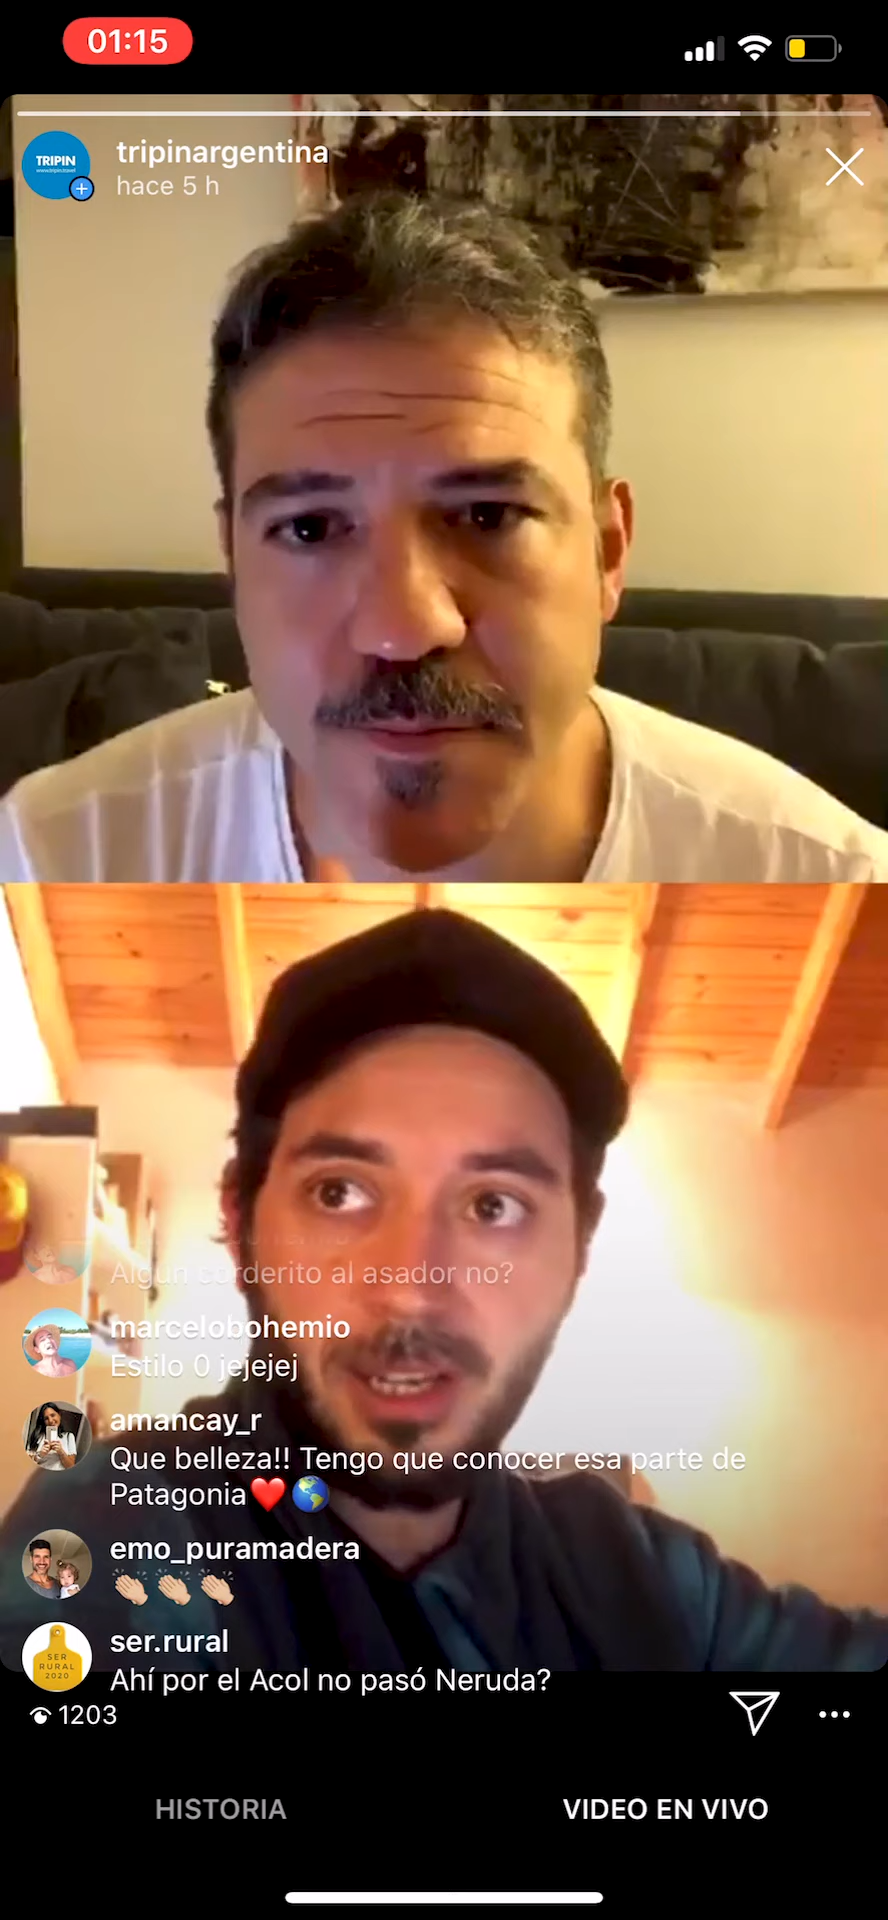 01:15
TRIPIN
tripinargentina
hace 5 h
Algún corderito al asador no?
marcelobohemio
Estilo 0 jejejej
amancay_r
Que belleza!! Tengo que conocer esa parte de
Patagonia❤️🌎
emo_puramadera
👏🏼👏🏼👏🏼
SER
RURAL
2020
ser.rural
Ahí por el Acol no pasó Neruda?
1203
HISTORIA
VIDEO EN VIVO